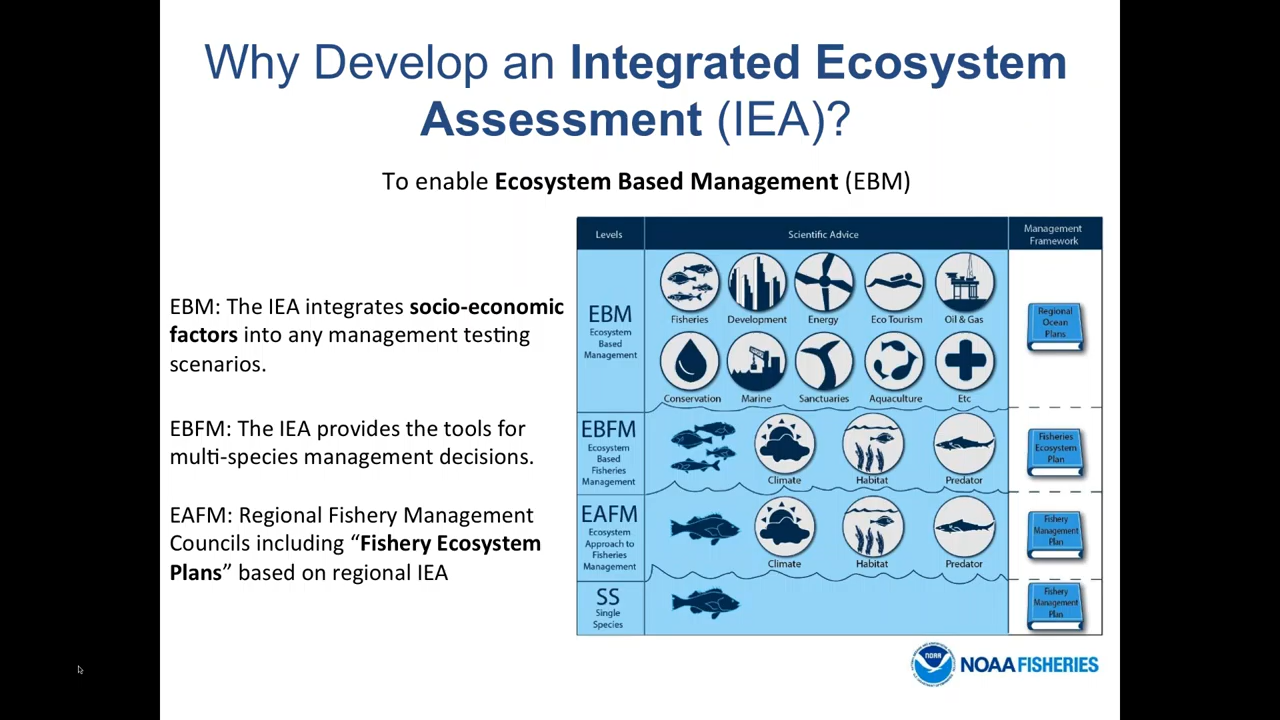 Why Develop an Integrated Ecosystem
Assessment (IEA)?
To enable Ecosystem Based Management (EBM)
EBM: The IEA integrates socio-economic
factors into any management testing
scenarios.
EBFM: The IEA provides the tools for
multi-species management decisions.
EAFM: Regional Fishery Management
Councils including “Fishery Ecosystem
Plans” based on regional IEA
Levels
Scientific Advice
Management
Framework
EBM
Ecosystem
Based
Management
Fisheries
Development
Energy
Eco Tourism
Oil & Gas
Conservation
Marine
Sanctuaries
Aquaculture
Etc
Regional
Ocean
Plans
EBFM
Ecosystem
Based
Fisheries
Management
Climate
Habitat
Predator
Fisheries
Ecosystem
Plan
EAFM
Ecosystem
Approach to
Fisheries
Management
Climate
Habitat
Predator
Fishery
Management
Plan
SS
Single
Species
Fishery
Management
Plan
NOAA
NOAA FISHERIES